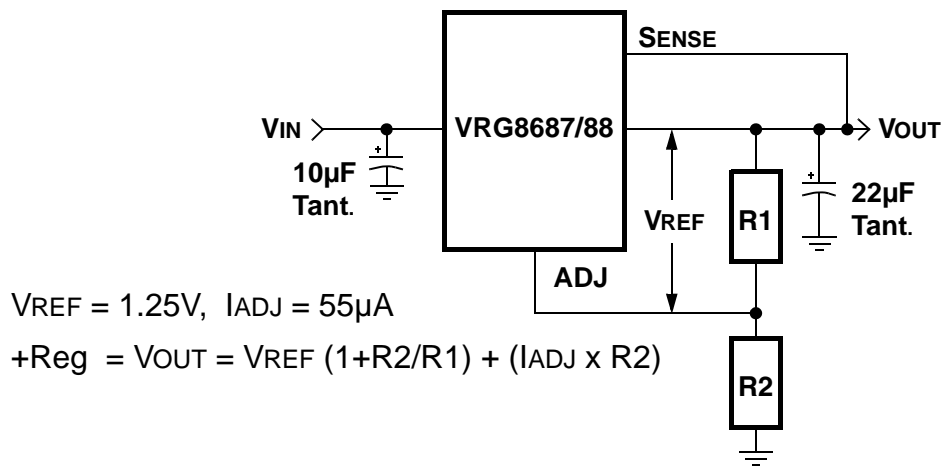 SENSE
VIN
VRG8687/88
VOUT
10µF
Tant.
VREF
R1
22µF
Tant.
ADJ
VREF = 1.25V, IADJ = 55µA
+Reg = VOUT = VREF (1+R2/R1) + (IADJ x R2)
R2
+
+